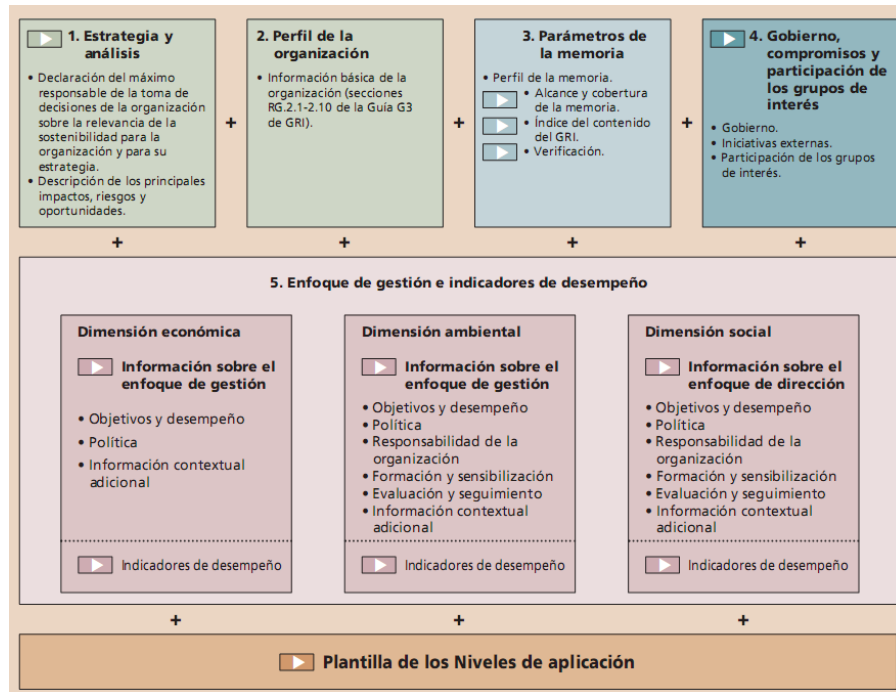 1. Estrategia y
análisis
• Declaración del máximo
responsable de la toma de
decisiones de la organización
sobre la relevancia de la
sostenibilidad para la
organización y para su
estrategia.
• Descripción de los principales
impactos, riesgos y
oportunidades.
+
2. Perfil de la
organización
• Información básica de la
organización (secciones
RG.2.1-2.10 de la Guía G3
de GRI).
+
3. Parámetros de
la memoria
• Perfil de la memoria.
• Alcance y cobertura
de la memoria.
• Índice del contenido
del GRI.
• Verificación.
+
4. Gobierno,
compromisos y
participación de
los grupos de
interés
• Gobierno.
• Iniciativas externas.
• Participación de los grupos
de interés.
+ + + +
5. Enfoque de gestión e indicadores de desempeño
Dimensión económica
Información sobre el
enfoque de gestión
• Objetivos y desempeño
• Política
• Información contextual
adicional
Indicadores de desempeño
Dimensión ambiental
Información sobre el
enfoque de gestión
• Objetivos y desempeño
• Política
• Responsabilidad de la
organización
• Formación y sensibilización
• Evaluación y seguimiento
• Información contextual
adicional
Indicadores de desempeño
Dimensión social
Información sobre el
enfoque de dirección
• Objetivos y desempeño
• Política
• Responsabilidad de la
organización
• Formación y sensibilización
• Evaluación y seguimiento
• Información contextual
adicional
Indicadores de desempeño
+ + +
Plantilla de los Niveles de aplicación